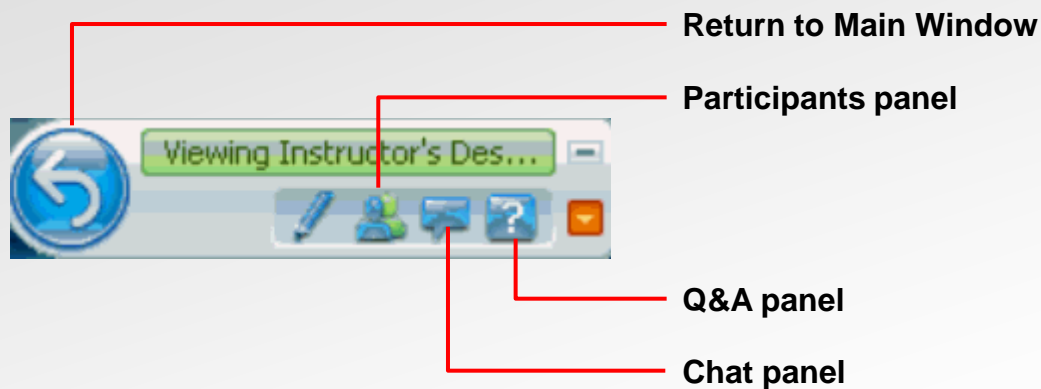 Return to Main Window
Participants panel
Viewing Instructor's Des...
?
Q&A panel
Chat panel